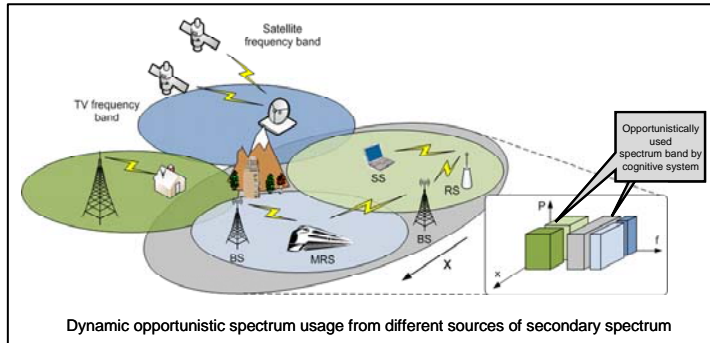 Satellite
frequency band
TV frequency
band
Opportunistically
used
spectrum band by
cognitive system
SS
RS
BS
BS
MRS
X
P
f
x
Dynamic opportunistic spectrum usage from different sources of secondary spectrum